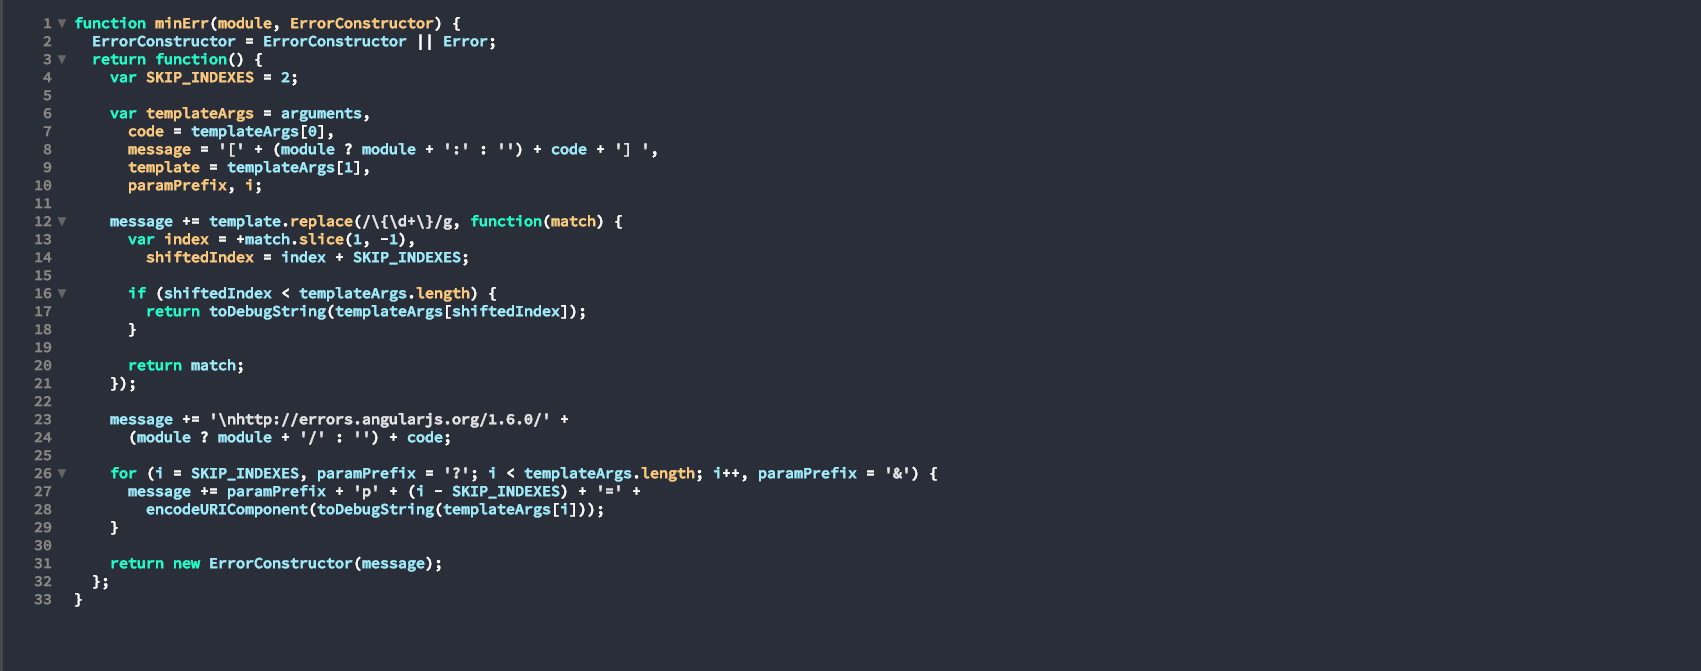 1 function minErr(module, ErrorConstructor) {
2 ErrorConstructor = ErrorConstructor || Error;
3 return function() {
4 var SKIP_INDEXES = 2;
5
6 var templateArgs = arguments,
7 code = templateArgs[0],
8 message = '[' + (module ? module + ':' : '') + code + '] ',
9 template = templateArgs[1],
10 paramPrefix, i;
11
12 message += template.replace(/\{\d+\}/g, function(match) {
13 var index = +match.slice(1, -1),
14 shiftedIndex = index + SKIP_INDEXES;
15
16 if (shiftedIndex < templateArgs.length) {
17 return toDebugString(templateArgs[shiftedIndex]);
18 }
19
20 return match;
21 });
22
23 message += '\nhttp://errors.angularjs.org/1.6.0/' +
24 (module ? module + '/' : '') + code;
25
26 for (i = SKIP_INDEXES, paramPrefix = '?'; i < templateArgs.length; i++, paramPrefix = '&') {
27 message += paramPrefix + 'p' + (i - SKIP_INDEXES) + '=' +
28 encodeURIComponent(toDebugString(templateArgs[i]));
29 }
30
31 return new ErrorConstructor(message);
32 };
33 }